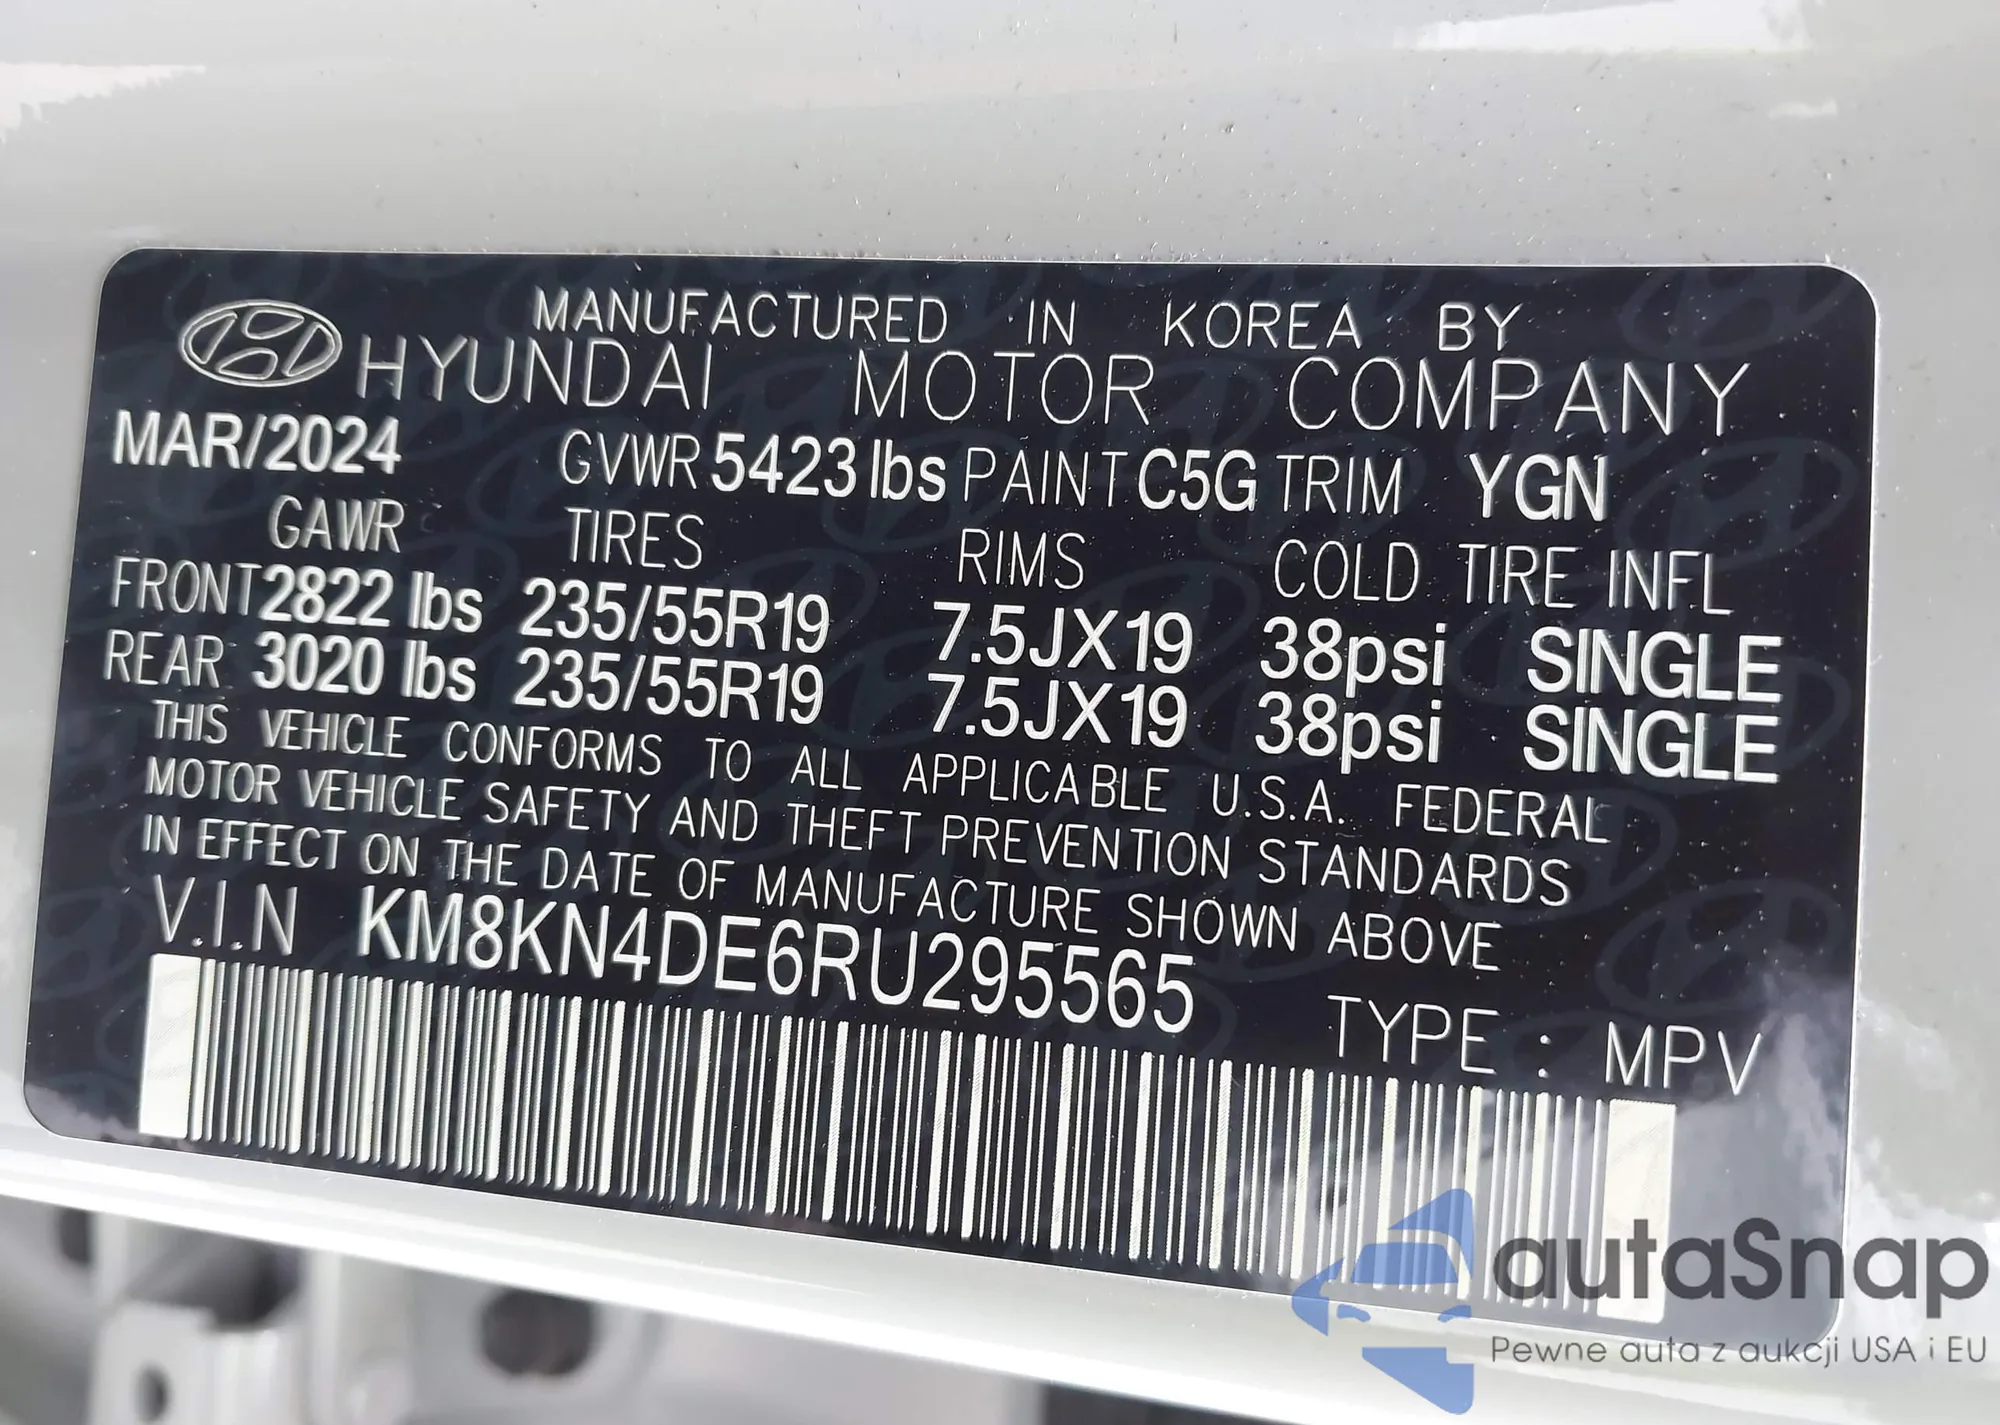 MANUFACTURED IN KOREA BY
HYUNDAI MOTOR COMPANY
MAR/2024 GVWR 5423 lbs PAINT C5G TRIM YGN
GAWR TIRES RIMS COLD TIRE INFL
FRONT 2822 lbs 235/55R19 7.5JX19 38psi SINGLE
REAR 3020 lbs 235/55R19 7.5JX19 38psi SINGLE
THIS VEHICLE CONFORMS TO ALL APPLICABLE U.S.A. FEDERAL
MOTOR VEHICLE SAFETY AND THEFT PREVENTION STANDARDS
IN EFFECT ON THE DATE OF MANUFACTURE SHOWN ABOVE
V.I.N KM8KN4DE6RU295565
TYPE : MPV
autaSnap
Pewne auta z aukcji USA i EU